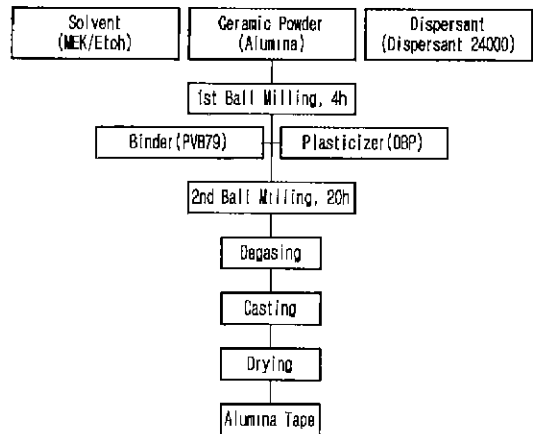 Solvent
(MEK/Etoh)
Ceramic Powder
(Alumina)
Dispersant
(Dispersant 24000)
1st Ball Milling, 4h
Binder(PVB79)
Plasticizer(DBP)
2nd Ball Milling, 20h
Degasing
Casting
Drying
Alumina Tape